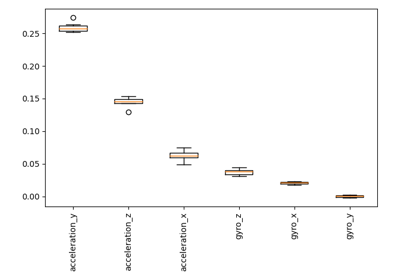 0.25
0.20
0.15
0.10
0.05
0.00
acceleration_y
acceleration_z
acceleration_x
gyro_z
gyro_x
gyro_y